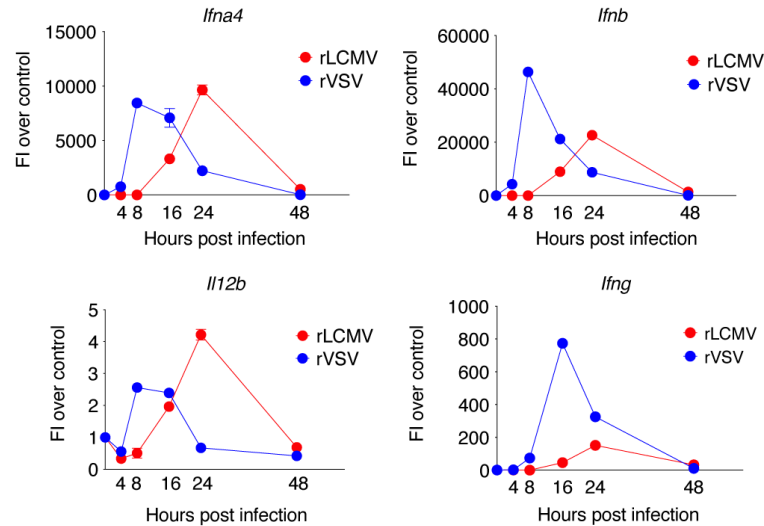 Ifna4
15000
10000
5000
0
FI over control
rLCMV
rVSV
4 8 16 24 48
Hours post infection
Ifnb
60000
40000
20000
0
FI over control
rLCMV
rVSV
4 8 16 24 48
Hours post infection
Il12b
5
4
3
2
1
0
FI over control
rLCMV
rVSV
4 8 16 24 48
Hours post infection
Ifng
1000
800
600
400
200
0
FI over control
rLCMV
rVSV
4 8 16 24 48
Hours post infection